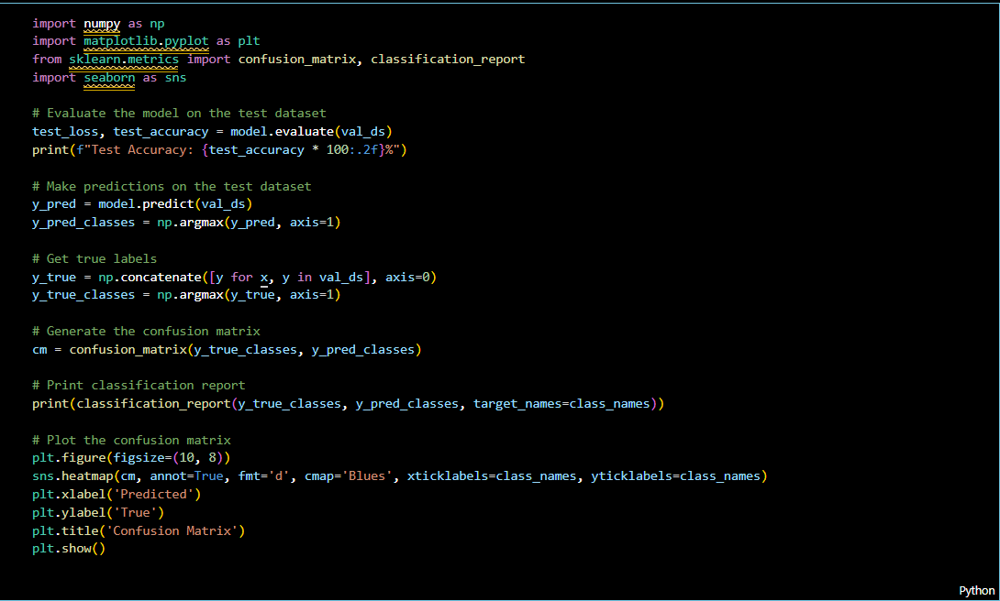 import numpy as np
import matplotlib.pyplot as plt
from sklearn.metrics import confusion_matrix, classification_report
import seaborn as sns
# Evaluate the model on the test dataset
test_loss, test_accuracy = model.evaluate(val_ds)
print(f"Test Accuracy: {test_accuracy * 100:.2f}%")
# Make predictions on the test dataset
y_pred = model.predict(val_ds)
y_pred_classes = np.argmax(y_pred, axis=1)
# Get true labels
y_true = np.concatenate([y for x, y in val_ds], axis=0)
y_true_classes = np.argmax(y_true, axis=1)
# Generate the confusion matrix
cm = confusion_matrix(y_true_classes, y_pred_classes)
# Print classification report
print(classification_report(y_true_classes, y_pred_classes, target_names=class_names))
# Plot the confusion matrix
plt.figure(figsize=(10, 8))
sns.heatmap(cm, annot=True, fmt='d', cmap='Blues', xticklabels=class_names, yticklabels=class_names)
plt.xlabel('Predicted')
plt.ylabel('True')
plt.title('Confusion Matrix')
plt.show()
Python